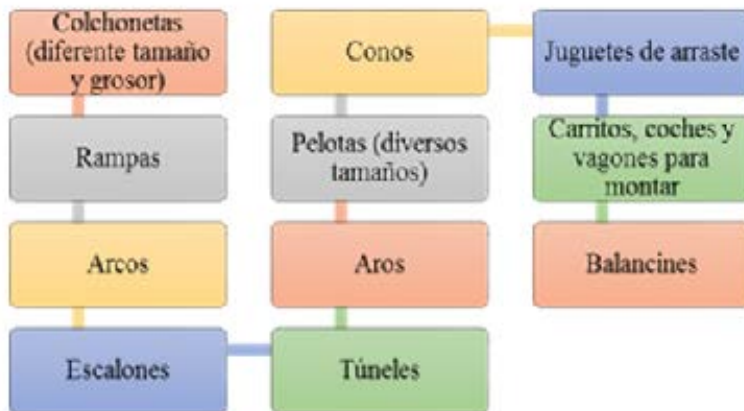 Colchonetas
(diferente tamaño
y grosor)
Rampas
Arcos
Escalones
Túneles
Aros
Pelotas (diversos
tamaños)
Conos
Juguetes de arraste
Carritos, coches y
vagones para
montar
Balancines